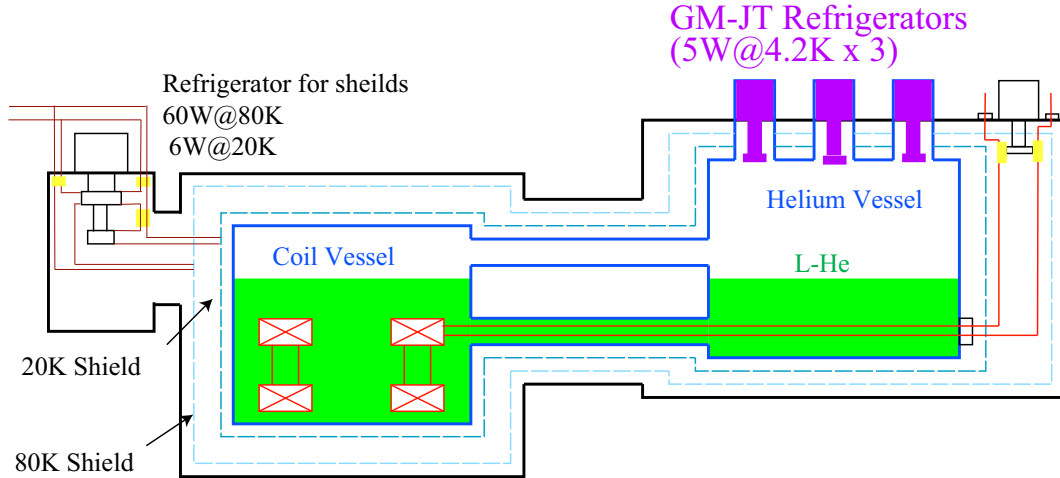 GM-JT Refrigerators
(5W@4.2K x 3)
Refrigerator for sheilds
60W@80K
6W@20K
Helium Vessel
Coil Vessel
L-He
20K Shield
80K Shield